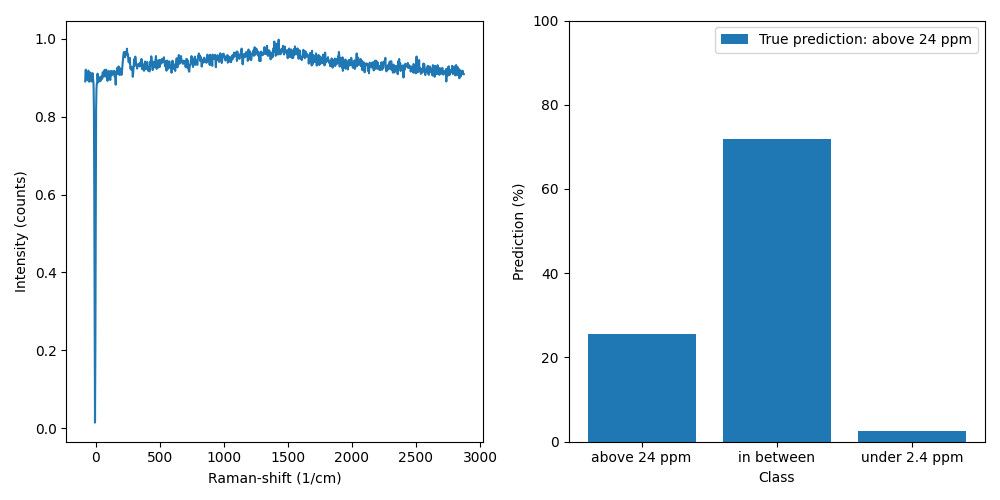 1.0
0.8
0.6
0.4
0.2
0.0
Intensity (counts)
0 500 1000 1500 2000 2500 3000
Raman-shift (1/cm)
100
80
60
40
20
0
Prediction (%)
True prediction: above 24 ppm
above 24 ppm in between under 2.4 ppm
Class